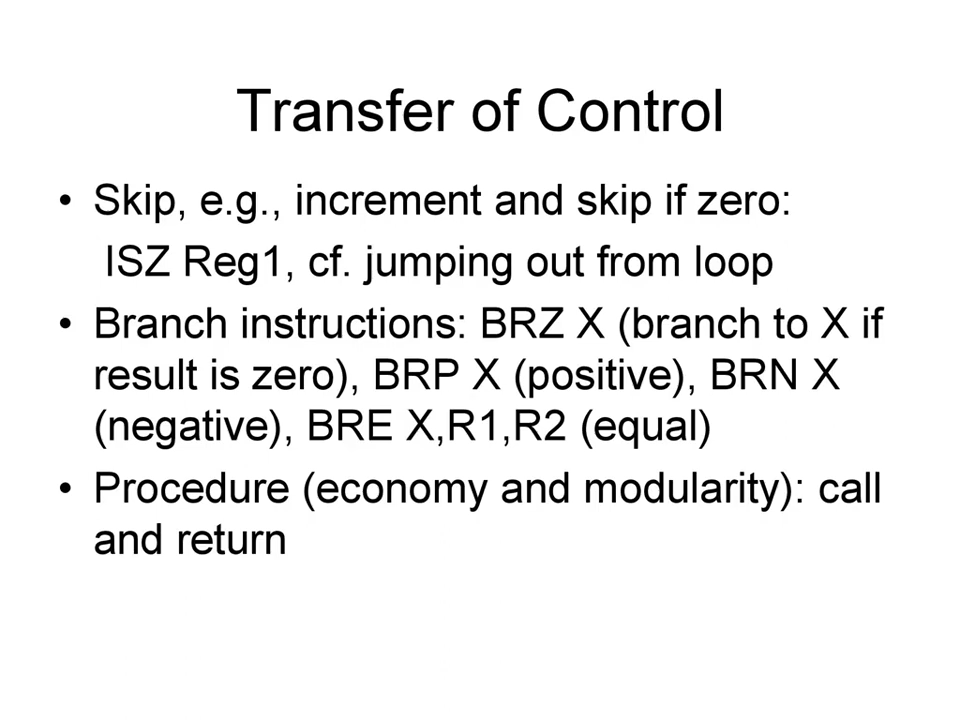 Transfer of Control
• Skip, e.g., increment and skip if zero:
ISZ Reg1, cf. jumping out from loop
• Branch instructions: BRZ X (branch to X if
result is zero), BRP X (positive), BRN X
(negative), BRE X,R1,R2 (equal)
• Procedure (economy and modularity): call
and return